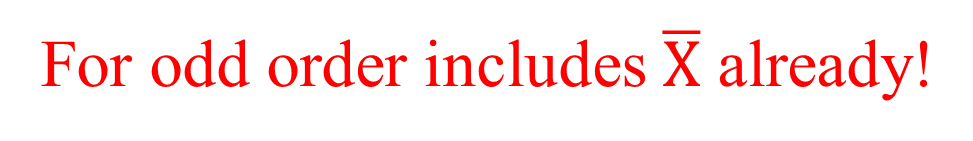 For odd order includes X̅ already!